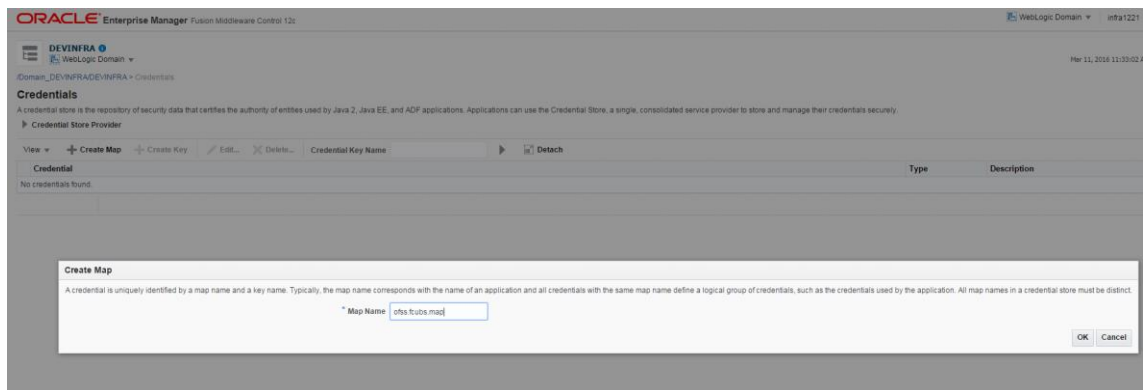 ORACLE Enterprise Manager Fusion Middleware Control 12c
WebLogic Domain infra1221
DEVINFRA
WebLogic Domain
Mar 11, 2016 11:33:02 A
/Domain_DEVINFRA/DEVINFRA > Credentials
Credentials
A credential store is the repository of security data that certifies the authority of entities used by Java 2, Java EE, and ADF applications. Applications can use the Credential Store, a single, consolidated service provider to store and manage their credentials securely.
Credential Store Provider
View Create Map Create Key Edit... Delete... Credential Key Name Detach
Credential Type Description
No credentials found.
Create Map
A credential is uniquely identified by a map name and a key name. Typically, the map name corresponds with the name of an application and all credentials with the same map name define a logical group of credentials, such as the credentials used by the application. All map names in a credential store must be distinct.
* Map Name ofss.fcubs.map
OK Cancel